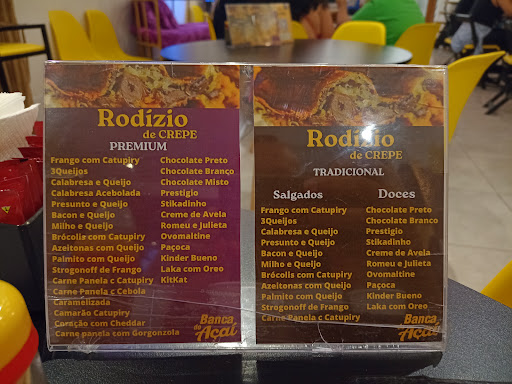 Rodízio
de CREPE
PREMIUM
Frango com Catupiry
3Queijos
Calabresa e Queijo
Calabresa Acebolada
Presunto e Queijo
Bacon e Queijo
Milho e Queijo
Brócolis com Catupiry
Azeitonas com Queijo
Palmito com Queijo
Strogonoff de Frango
Carne Panela c Catupiry
Carne Panela c Cebola
Caramelizada
Camarão Catupiry
Coração com Cheddar
Carne panela com Gorgonzola
Chocolate Preto
Chocolate Branco
Chocolate Misto
Prestigio
Stikadinho
Creme de Avela
Romeu e Julieta
Ovomaltine
Paçoca
Kinder Bueno
Laka com Oreo
KitKat
Banca
do
Açaí
Rodízio
de CREPE
TRADICIONAL
Salgados
Frango com Catupiry
3Queijos
Calabresa e Queijo
Presunto e Queijo
Bacon e Queijo
Milho e Queijo
Brócolis com Catupiry
Azeitonas com Queijo
Palmito com Queijo
Strogonoff de Frango
Carne Panela c Catupiry
Doces
Chocolate Preto
Chocolate Branco
Prestigio
Stikadinho
Creme de Avela
Romeu e Julieta
Ovomaltine
Paçoca
Kinder Bueno
Laka com Oreo
Banca
do
Açaí